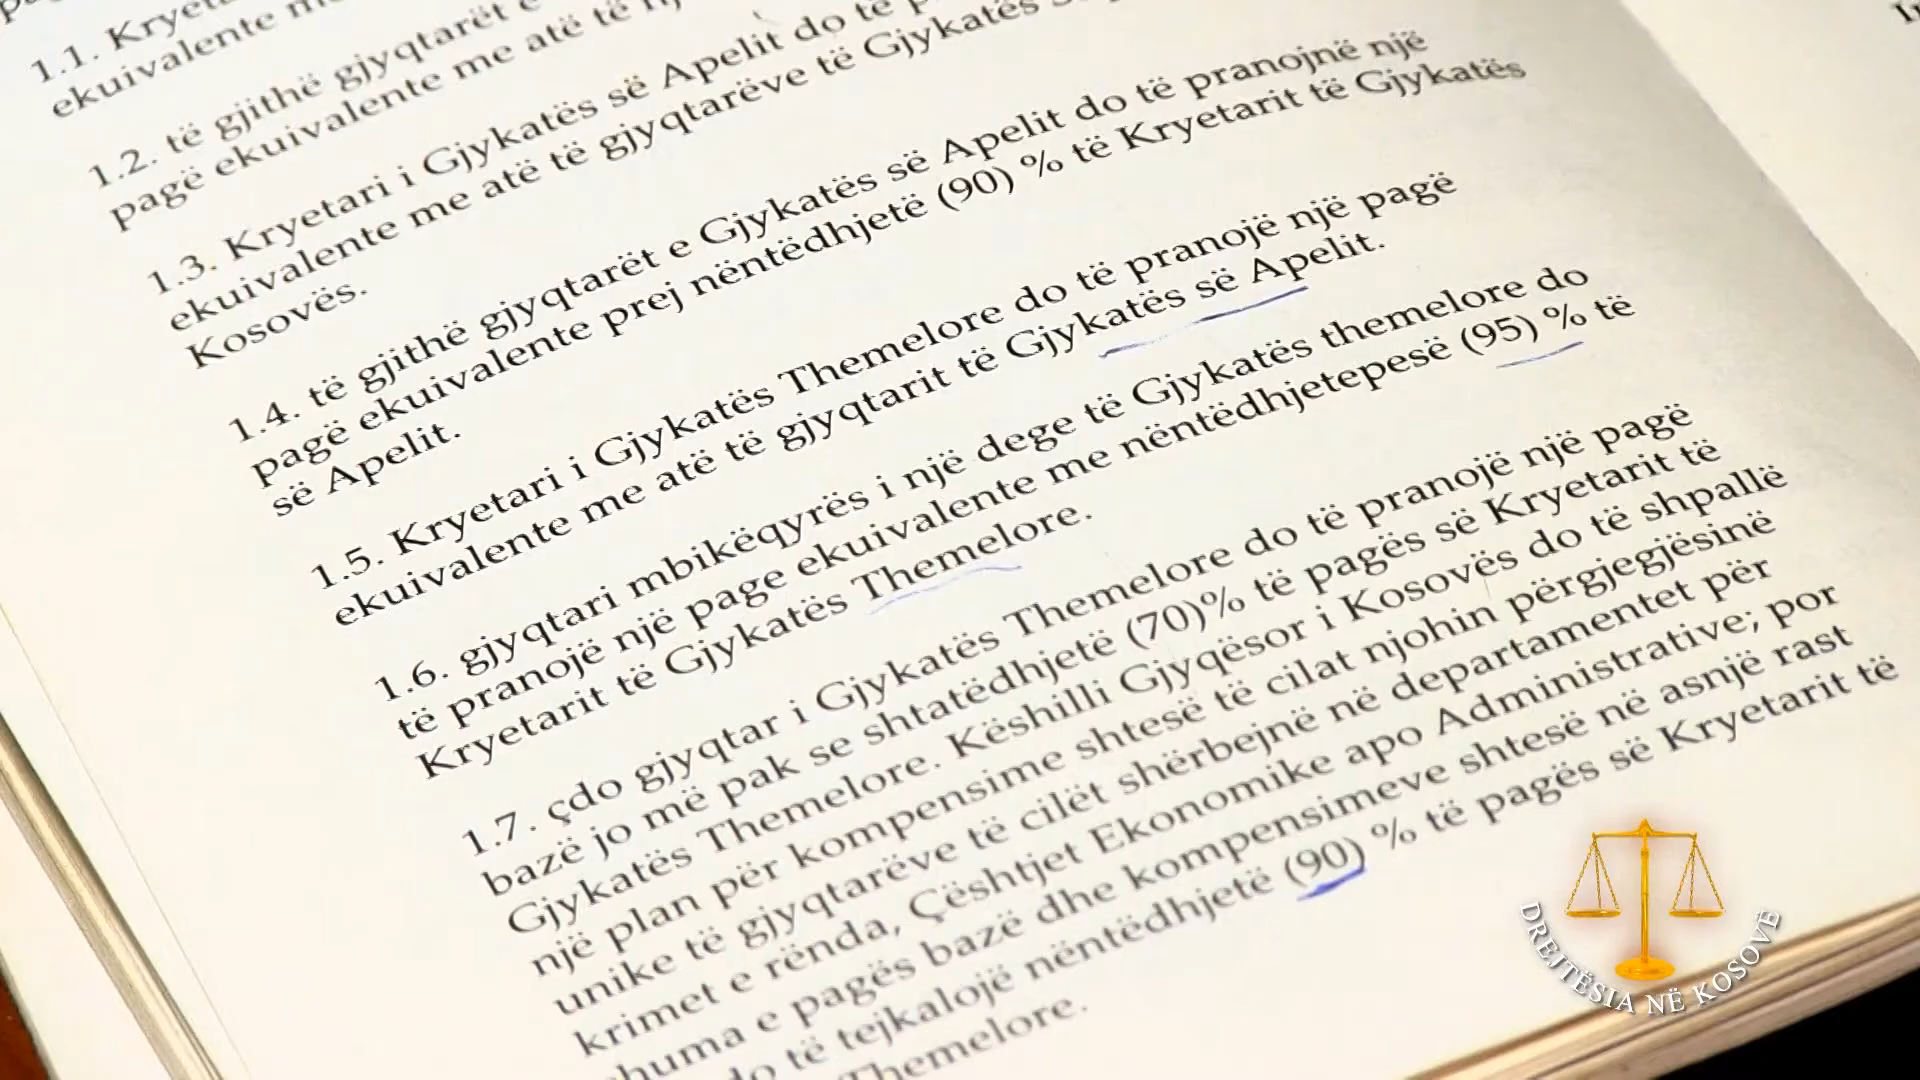 1.1. Kryeta
ekuivalente me
1.2. të gjithë gjyqtarët e
pagë ekuivalente me atë të
1.3. Kryetari i Gjykatës së Apelit do të
ekuivalente me atë të gjyqtarëve të Gjykatës
Kosovës.
1.4. të gjithë gjyqtarët e Gjykatës së Apelit do të pranojnë një
pagë ekuivalente prej nëntëdhjetë (90) % të Kryetarit të Gjykatës
së Apelit.
1.5. Kryetari i Gjykatës Themelore do të pranojë një pagë
ekuivalente me atë të gjyqtarit të Gjykatës së Apelit.
1.6. gjyqtari mbikëqyrës i një dege të Gjykatës themelore do
të pranojë një page ekuivalente me nëntëdhjetepesë (95) % të
Kryetarit të Gjykatës Themelore.
1.7. çdo gjyqtar i Gjykatës Themelore do të pranojë një pagë
bazë jo më pak se shtatëdhjetë (70)% të pagës së Kryetarit të
Gjykatës Themelore. Këshilli Gjyqësor i Kosovës do të shpallë
një plan për kompensime shtesë të cilat njohin përgjegjësinë
unike të gjyqtarëve të cilët shërbejnë në departamentet për
krimet e rënda, Çështjet Ekonomike apo Administrative; por
shuma e pagës bazë dhe kompensimeve shtesë në asnjë rast
do të tejkalojë nëntëdhjetë (90) % të pagës së Kryetarit të
Themelore.
DREJTËSIA NË KOSOVË